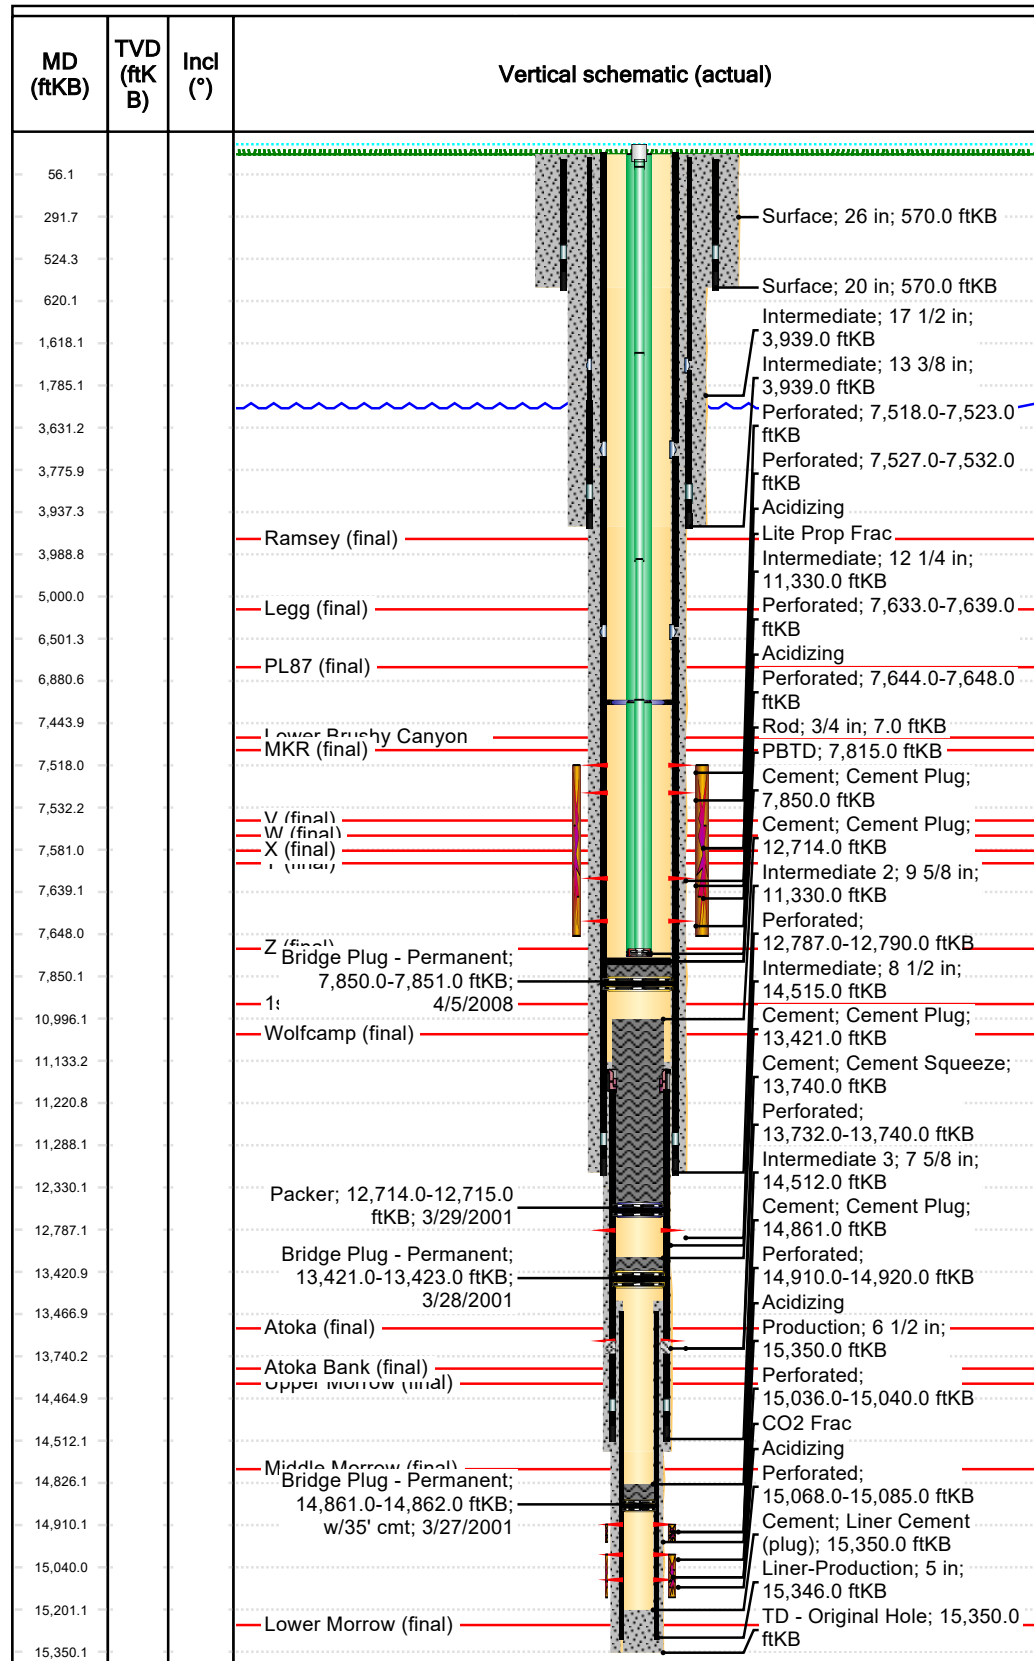 MD
(ftKB)
TVD
(ftK
B)
Incl
(°)
Vertical schematic (actual)
56.1
291.7
524.3
620.1
1,618.1
1,785.1
3,631.2
3,775.9
3,937.3
3,988.8
5,000.0
6,501.3
6,880.6
7,443.9
7,518.0
7,532.2
7,581.0
7,639.1
7,648.0
7,850.1
10,996.1
11,133.2
11,220.8
11,288.1
12,330.1
12,787.1
13,420.9
13,466.9
13,740.2
14,464.9
14,512.1
14,826.1
14,910.1
15,040.0
15,201.1
15,350.1
Ramsey (final)
Legg (final)
PL87 (final)
Lower Brushy Canyon
MKR (final)
V (final)
W (final)
X (final)
(final)
Z (final)
Bridge Plug - Permanent;
7,850.0-7,851.0 ftKB;
4/5/2008
Wolfcamp (final)
Packer; 12,714.0-12,715.0
ftKB; 3/29/2001
Bridge Plug - Permanent;
13,421.0-13,423.0 ftKB;
3/28/2001
Atoka (final)
Atoka Bank (final)
Upper Morrow (final)
Middle Morrow (final)
Bridge Plug - Permanent;
14,861.0-14,862.0 ftKB;
w/35' cmt; 3/27/2001
Lower Morrow (final)
Surface; 26 in; 570.0 ftKB
Surface; 20 in; 570.0 ftKB
Intermediate; 17 1/2 in;
3,939.0 ftKB
Intermediate; 13 3/8 in;
3,939.0 ftKB
Perforated; 7,518.0-7,523.0
ftKB
Perforated; 7,527.0-7,532.0
ftKB
Acidizing
Lite Prop Frac
Intermediate; 12 1/4 in;
11,330.0 ftKB
Perforated; 7,633.0-7,639.0
ftKB
Acidizing
Perforated; 7,644.0-7,648.0
ftKB
Rod; 3/4 in; 7.0 ftKB
PBTD; 7,815.0 ftKB
Cement; Cement Plug;
7,850.0 ftKB
Cement; Cement Plug;
12,714.0 ftKB
Intermediate 2; 9 5/8 in;
11,330.0 ftKB
Perforated;
12,787.0-12,790.0 ftKB
Intermediate; 8 1/2 in;
14,515.0 ftKB
Cement; Cement Plug;
13,421.0 ftKB
Cement; Cement Squeeze;
13,740.0 ftKB
Perforated;
13,732.0-13,740.0 ftKB
Intermediate 3; 7 5/8 in;
14,512.0 ftKB
Cement; Cement Plug;
14,861.0 ftKB
Perforated;
14,910.0-14,920.0 ftKB
Acidizing
Production; 6 1/2 in;
15,350.0 ftKB
Perforated;
15,036.0-15,040.0 ftKB
CO2 Frac
Acidizing
Perforated;
15,068.0-15,085.0 ftKB
Cement; Liner Cement
(plug); 15,350.0 ftKB
Liner-Production; 5 in;
15,346.0 ftKB
TD - Original Hole; 15,350.0
ftKB